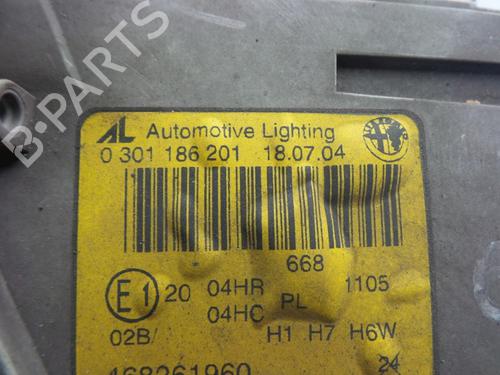 B-PARTS
AL Automotive Lighting
0 301 186 201 18.07.04
668
E1 20 04HR PL 1105
04HC
02B/ H1 H7 H6W
468261960 24